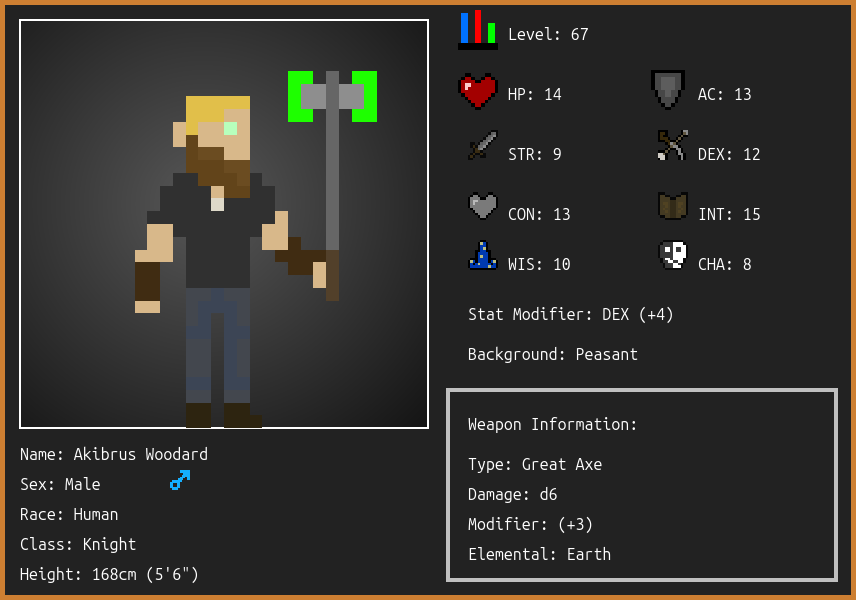 Level: 67
HP: 14
AC: 13
STR: 9
DEX: 12
CON: 13
INT: 15
WIS: 10
CHA: 8
Stat Modifier: DEX (+4)
Background: Peasant
Weapon Information:
Type: Great Axe
Damage: d6
Modifier: (+3)
Elemental: Earth
Name: Akibrus Woodard
Sex: Male
Race: Human
Class: Knight
Height: 168cm (5'6")